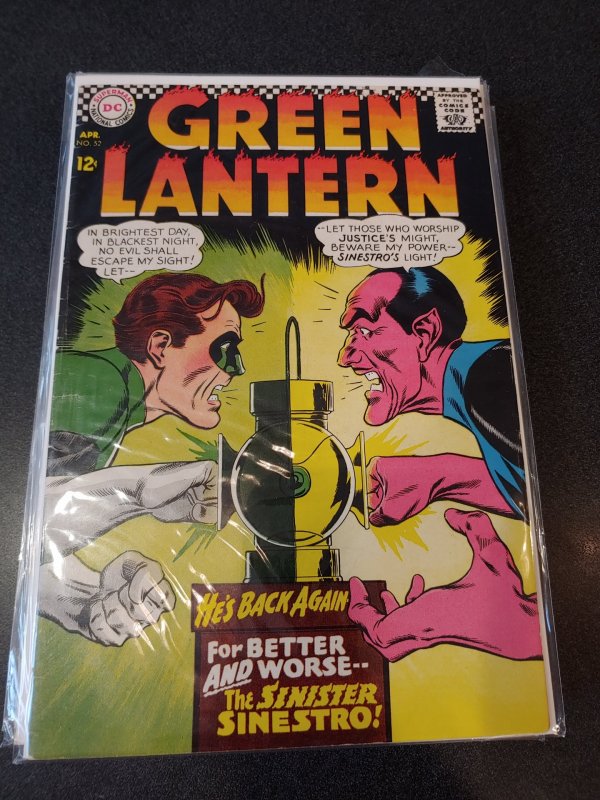 SUPERMAN
DC
NATIONAL COMICS
APPROVED
BY THE
COMICS
CODE
AUTHORITY
APR.
NO. 52
12¢
GREEN
LANTERN
IN BRIGHTEST DAY,
IN BLACKEST NIGHT,
NO EVIL SHALL
ESCAPE MY SIGHT!
LET--
--LET THOSE WHO WORSHIP
JUSTICE'S MIGHT,
BEWARE MY POWER--
SINESTRO'S LIGHT!
HE'S BACK AGAIN
FOR BETTER
AND WORSE--
THE SINISTER
SINESTRO!